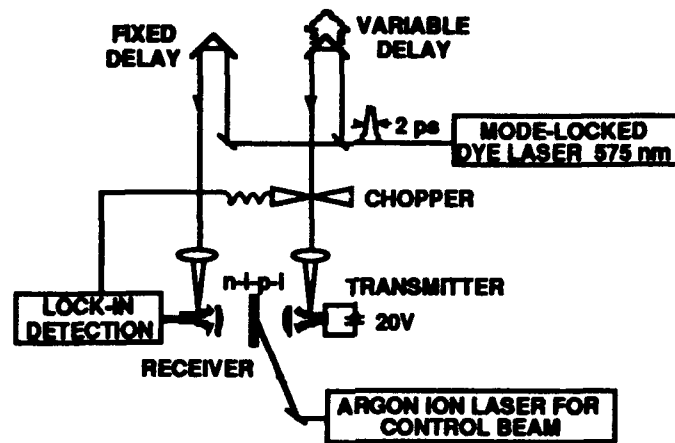 FIXED
DELAY
VARIABLE
DELAY
2 ps
MODE-LOCKED
DYE LASER 575 nm
CHOPPER
n-i-p-i
TRANSMITTER
LOCK-IN
DETECTION
20V
RECEIVER
ARGON ION LASER FOR
CONTROL BEAM